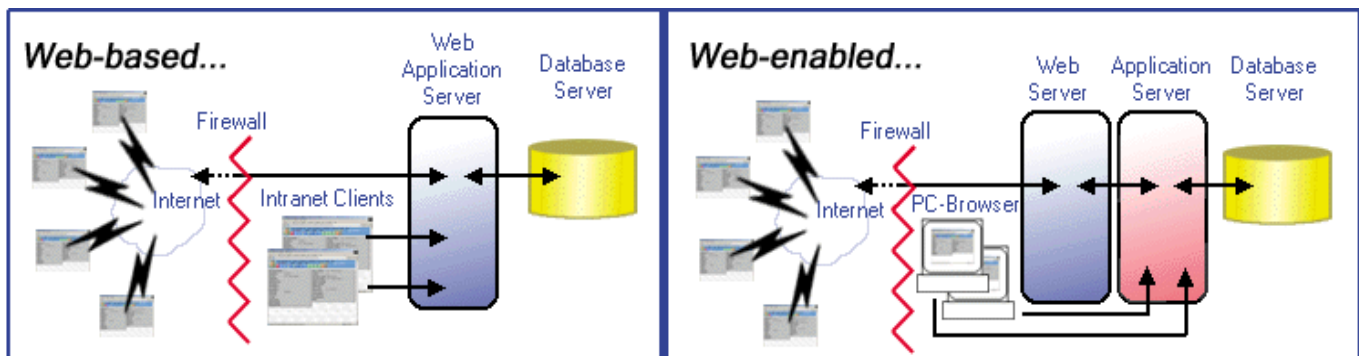 Web-based...
Web
Application
Server
Database
Server
Firewall
Internet
Intranet Clients
Web-enabled...
Web
Server
Application
Server
Database
Server
Firewall
Internet
PC-Browser